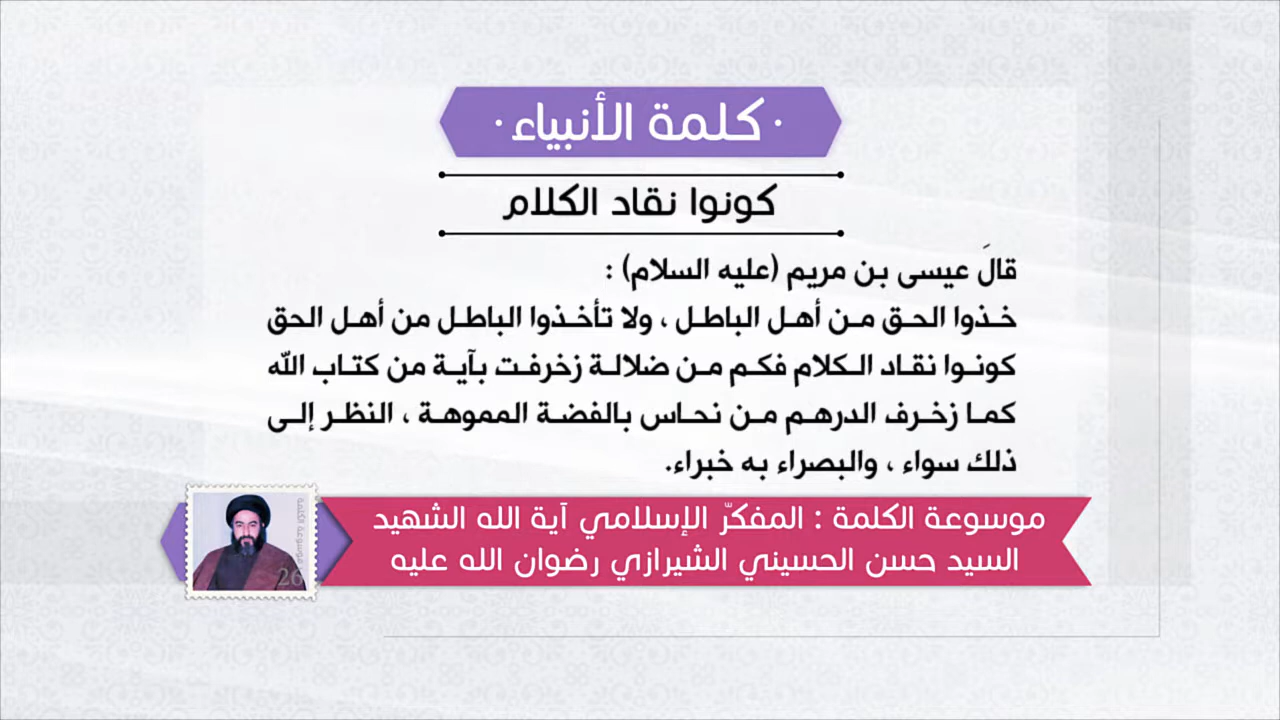 · كلمة الأنبياء ·
كونوا نقاد الكلام
قالَ عيسى بن مريم (عليه السلام) :
خذوا الحق من أهل الباطل ، ولا تأخذوا الباطل من أهل الحق
كونوا نقاد الكلام فكم من ضلالة زخرفت بآية من كتاب الله
كما زخرف الدرهم من نحاس بالفضة المموهة ، النظر إلى
ذلك سواء ، والبصراء به خبراء.
موسوعة الكلمة : المفكرّ الإسلامي آية الله الشهيد
السيد حسن الحسيني الشيرازي رضوان الله عليه
موسوعة الكلمة
26